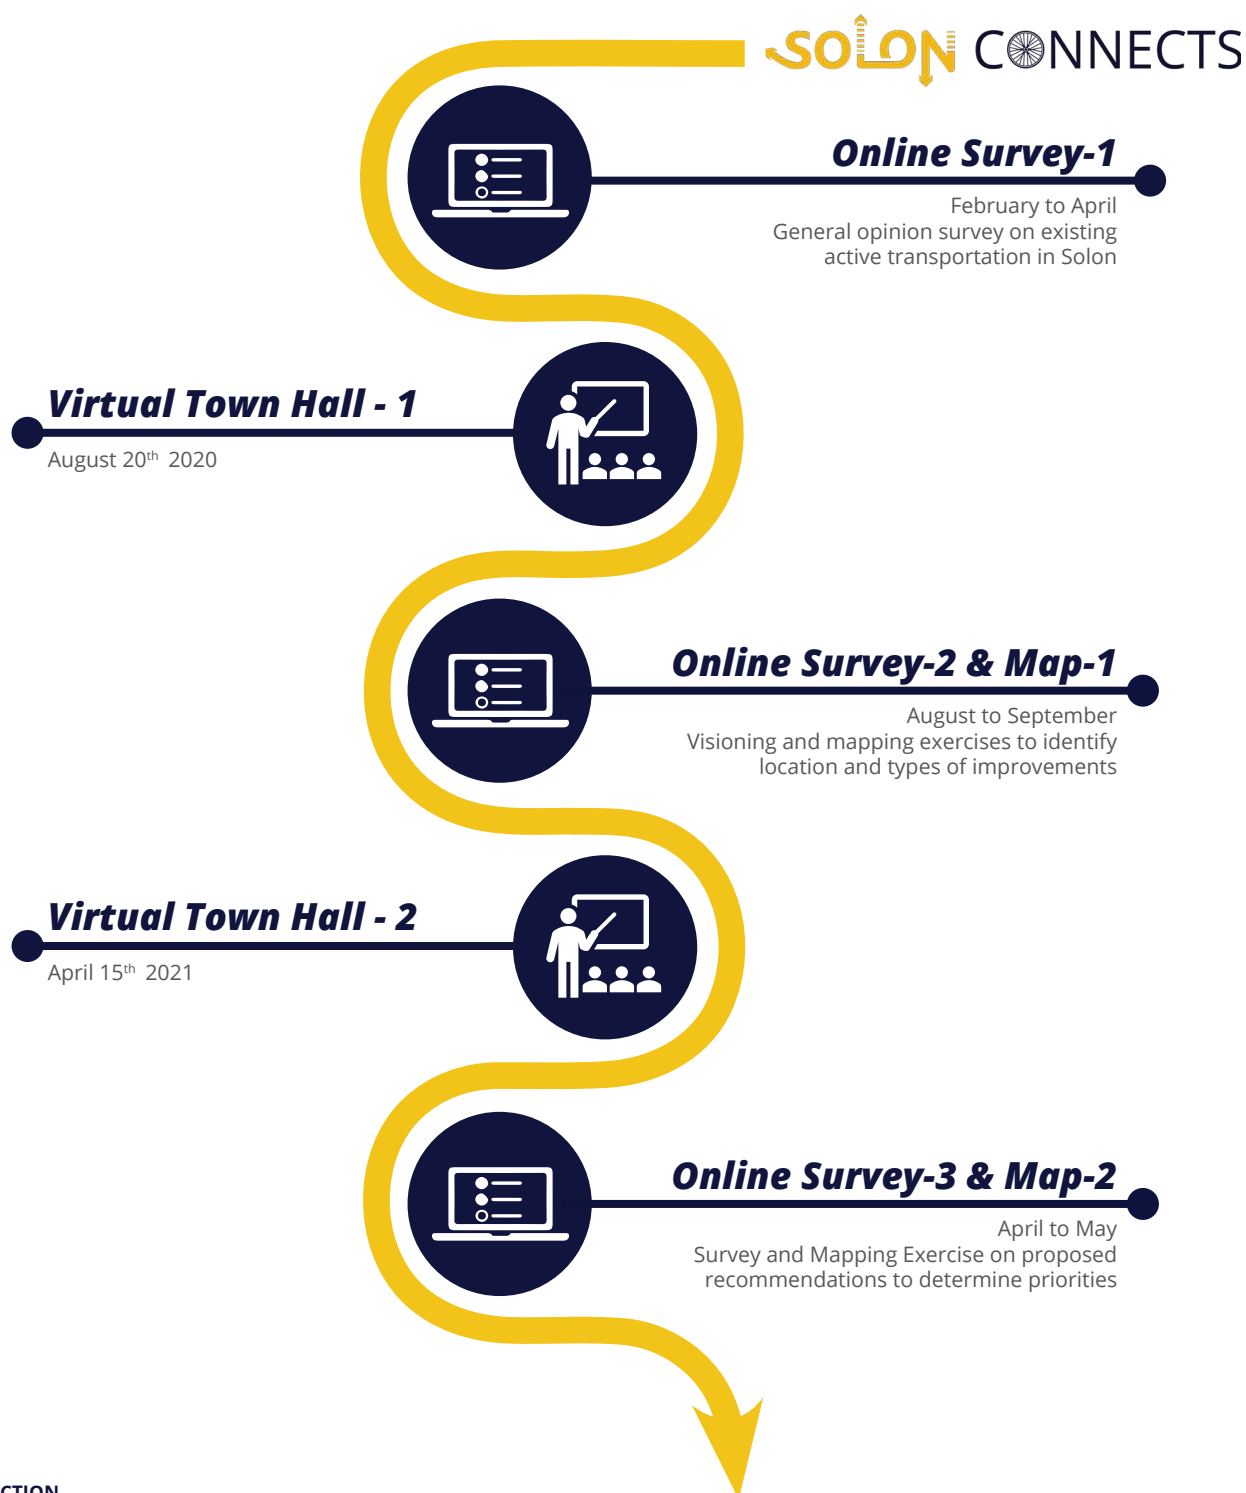 SOLON CONNECTS
Online Survey-1
February to April
General opinion survey on existing
active transportation in Solon
Virtual Town Hall - 1
August 20th 2020
Online Survey-2 & Map-1
August to September
Visioning and mapping exercises to identify
location and types of improvements
Virtual Town Hall - 2
April 15th 2021
Online Survey-3 & Map-2
April to May
Survey and Mapping Exercise on proposed
recommendations to determine priorities